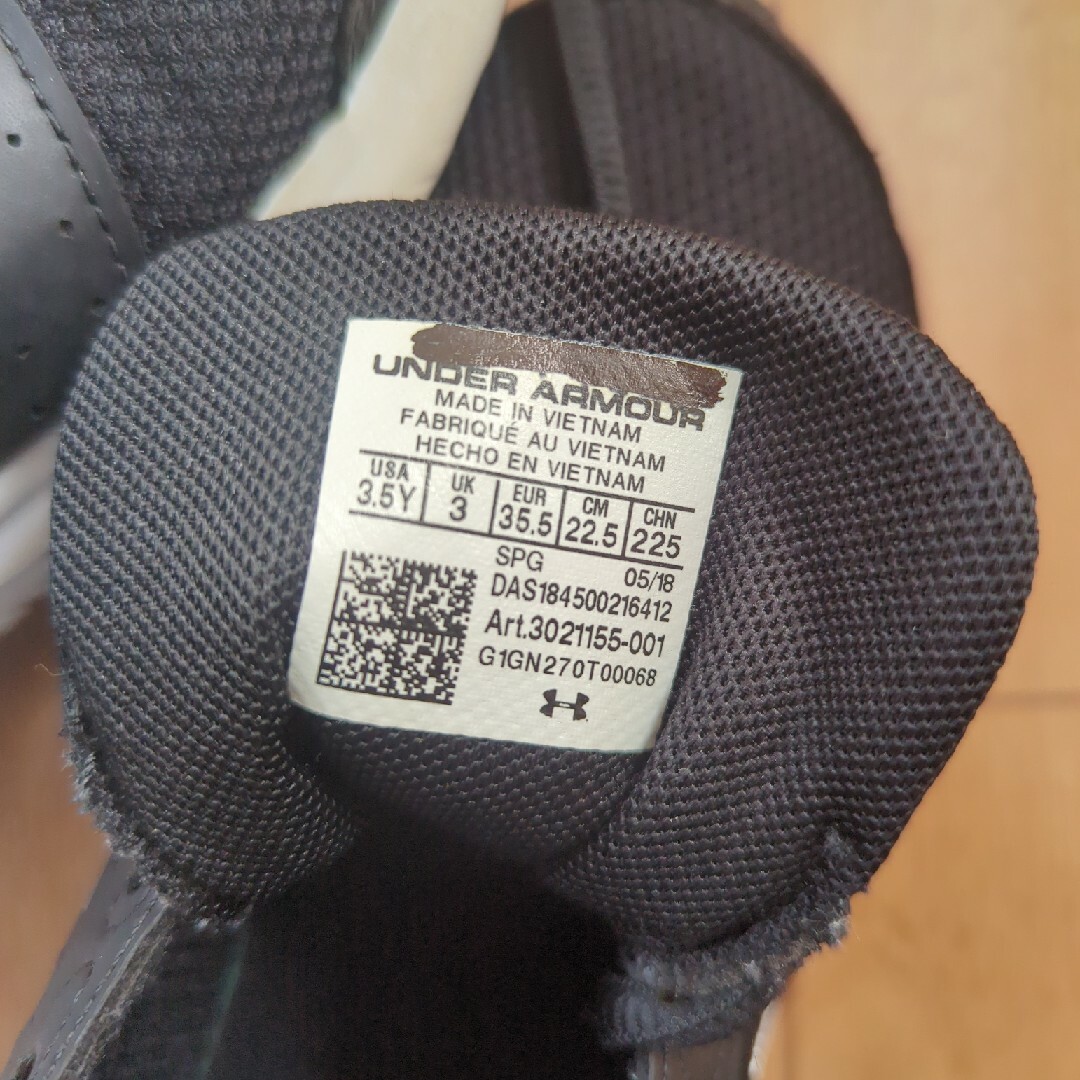 UNDER ARMOUR
MADE IN VIETNAM
FABRIQUÉ AU VIETNAM
HECHO EN VIETNAM
USA UK EUR CM CHN
3.5Y 3 35.5 22.5 225
SPG 05/18
DAS184500216412
Art.3021155-001
G1GN270T00068